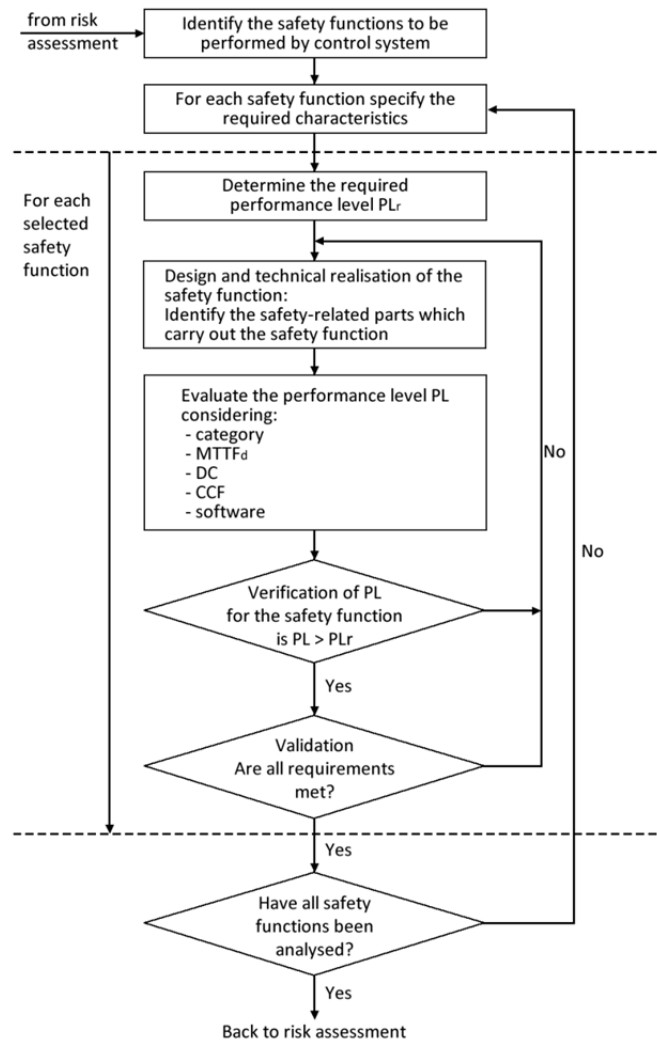 from risk
assessment
Identify the safety functions to be
performed by control system
For each safety function specify the
required characteristics
For each
selected
safety
function
Determine the required
performance level PLr
Design and technical realisation of the
safety function:
Identify the safety-related parts which
carry out the safety function
Evaluate the performance level PL
considering:
- category
- MTTFd
- DC
- CCF
- software
No
No
Verification of PL
for the safety function
is PL > PLr
Yes
Validation
Are all requirements
met?
Yes
Have all safety
functions been
analysed?
Yes
Back to risk assessment